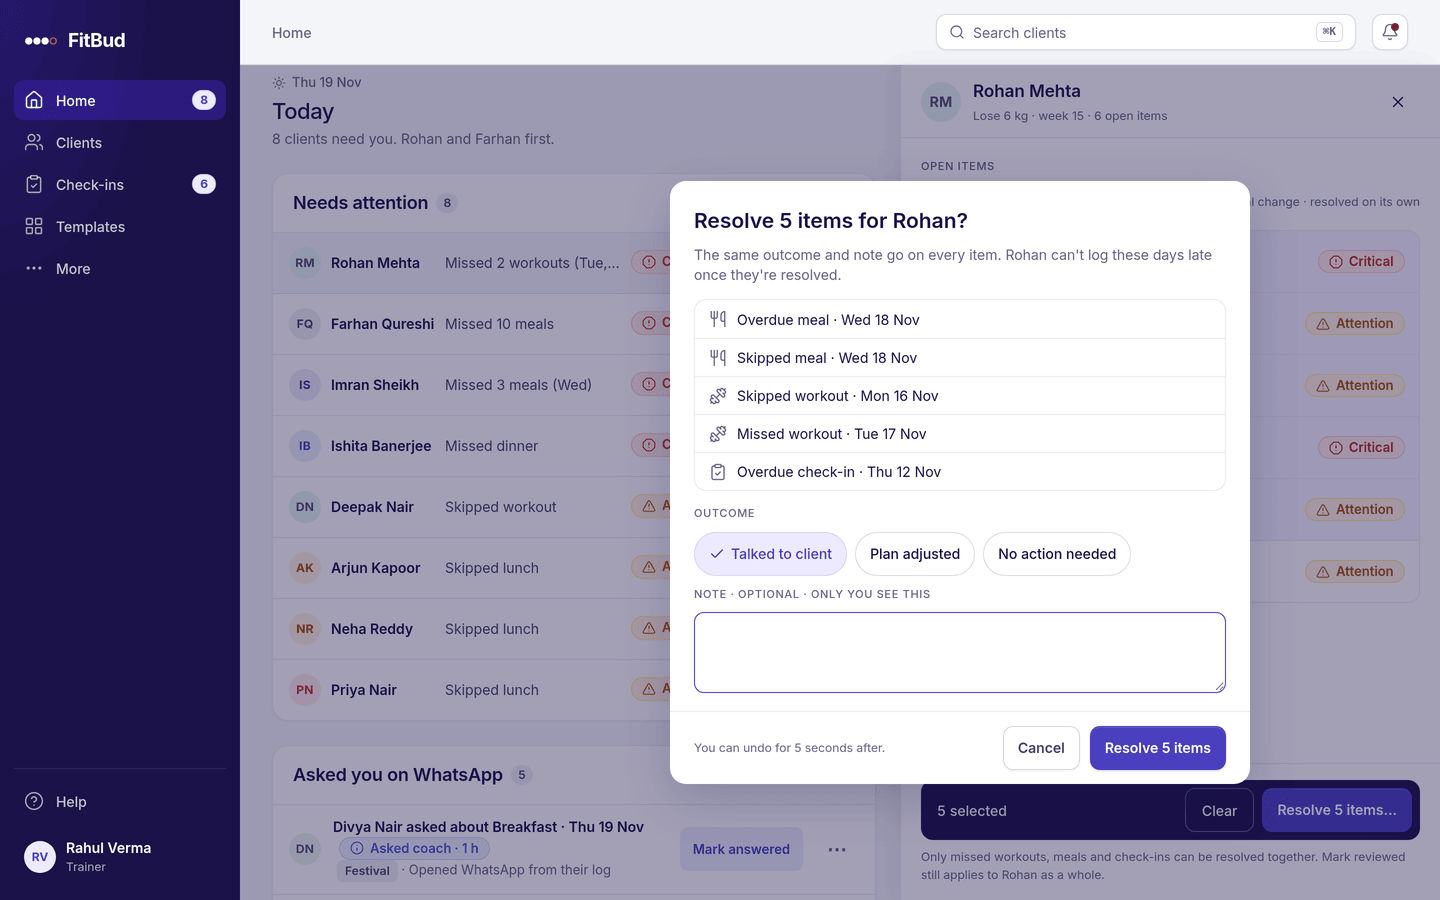 FitBud
Home 8
Clients
Check-ins 6
Templates
More
Help
RV Rahul Verma
Trainer
Home
Search clients ⌘K
Thu 19 Nov
Today
8 clients need you. Rohan and Farhan first.
Needs attention 8
RM Rohan Mehta Missed 2 workouts (Tue,... C
FQ Farhan Qureshi Missed 10 meals C
IS Imran Sheikh Missed 3 meals (Wed) C
IB Ishita Banerjee Missed dinner C
DN Deepak Nair Skipped workout A
AK Arjun Kapoor Skipped lunch A
NR Neha Reddy Skipped lunch A
PN Priya Nair Skipped lunch A
Asked you on WhatsApp 5
DN Divya Nair asked about Breakfast · Thu 19 Nov
Asked coach · 1 h
Festival · Opened WhatsApp from their log
Mark answered
RM Rohan Mehta
Lose 6 kg · week 15 · 6 open items
OPEN ITEMS
change · resolved on its own
Critical
Attention
Attention
Critical
Attention
Attention
Resolve 5 items for Rohan?
The same outcome and note go on every item. Rohan can't log these days late
once they're resolved.
Overdue meal · Wed 18 Nov
Skipped meal · Wed 18 Nov
Skipped workout · Mon 16 Nov
Missed workout · Tue 17 Nov
Overdue check-in · Thu 12 Nov
OUTCOME
Talked to client Plan adjusted No action needed
NOTE · OPTIONAL · ONLY YOU SEE THIS
You can undo for 5 seconds after. Cancel Resolve 5 items
5 selected Clear Resolve 5 items...
Only missed workouts, meals and check-ins can be resolved together. Mark reviewed
still applies to Rohan as a whole.